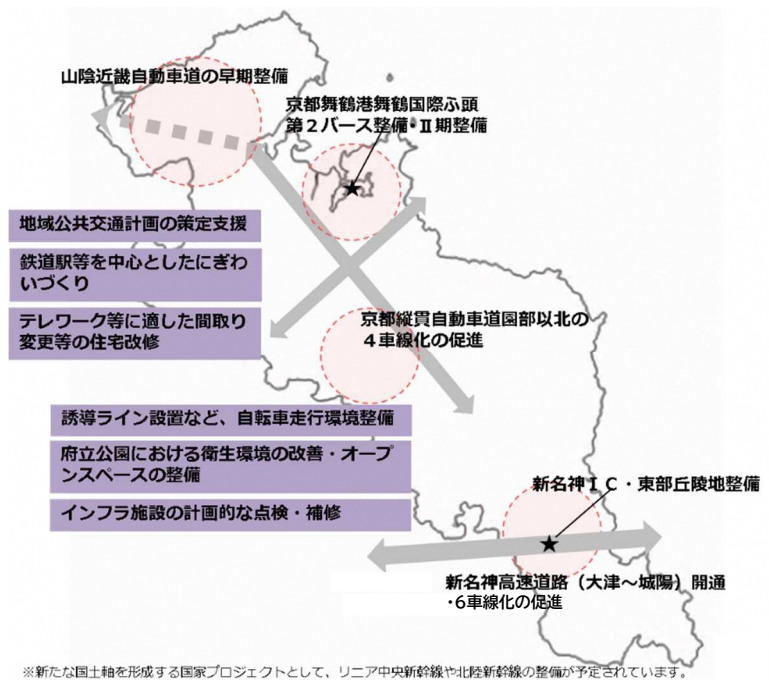 山陰近畿自動車道の早期整備
京都舞鶴港舞鶴国際ふ頭
第２バース整備・Ⅱ期整備
地域公共交通計画の策定支援
鉄道駅等を中心としたにぎわ
いづくり
テレワーク等に適した間取り
変更等の住宅改修
京都縦貫自動車道園部以北の
４車線化の促進
誘導ライン設置など、自転車走行環境整備
府立公園における衛生環境の改善・オープ
ンスペースの整備
インフラ施設の計画的な点検・補修
新名神ＩＣ・東部丘陵地整備
新名神高速道路（大津～城陽）開通
・6車線化の促進
※新たな国土軸を形成する国家プロジェクトとして、リニア中央新幹線や北陸新幹線の整備が予定されています。